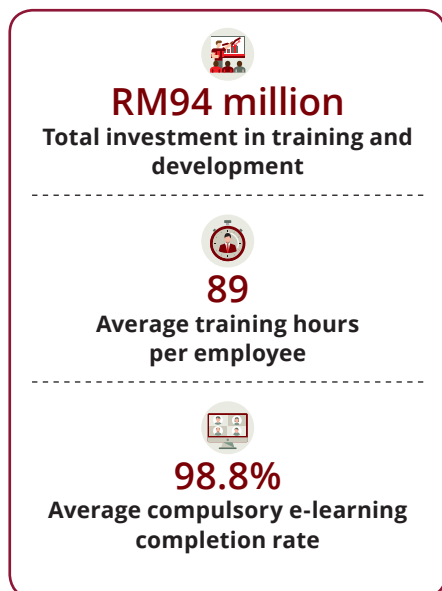 RM94 million
Total investment in training and
development
89
Average training hours
per employee
98.8%
Average compulsory e-learning
completion rate